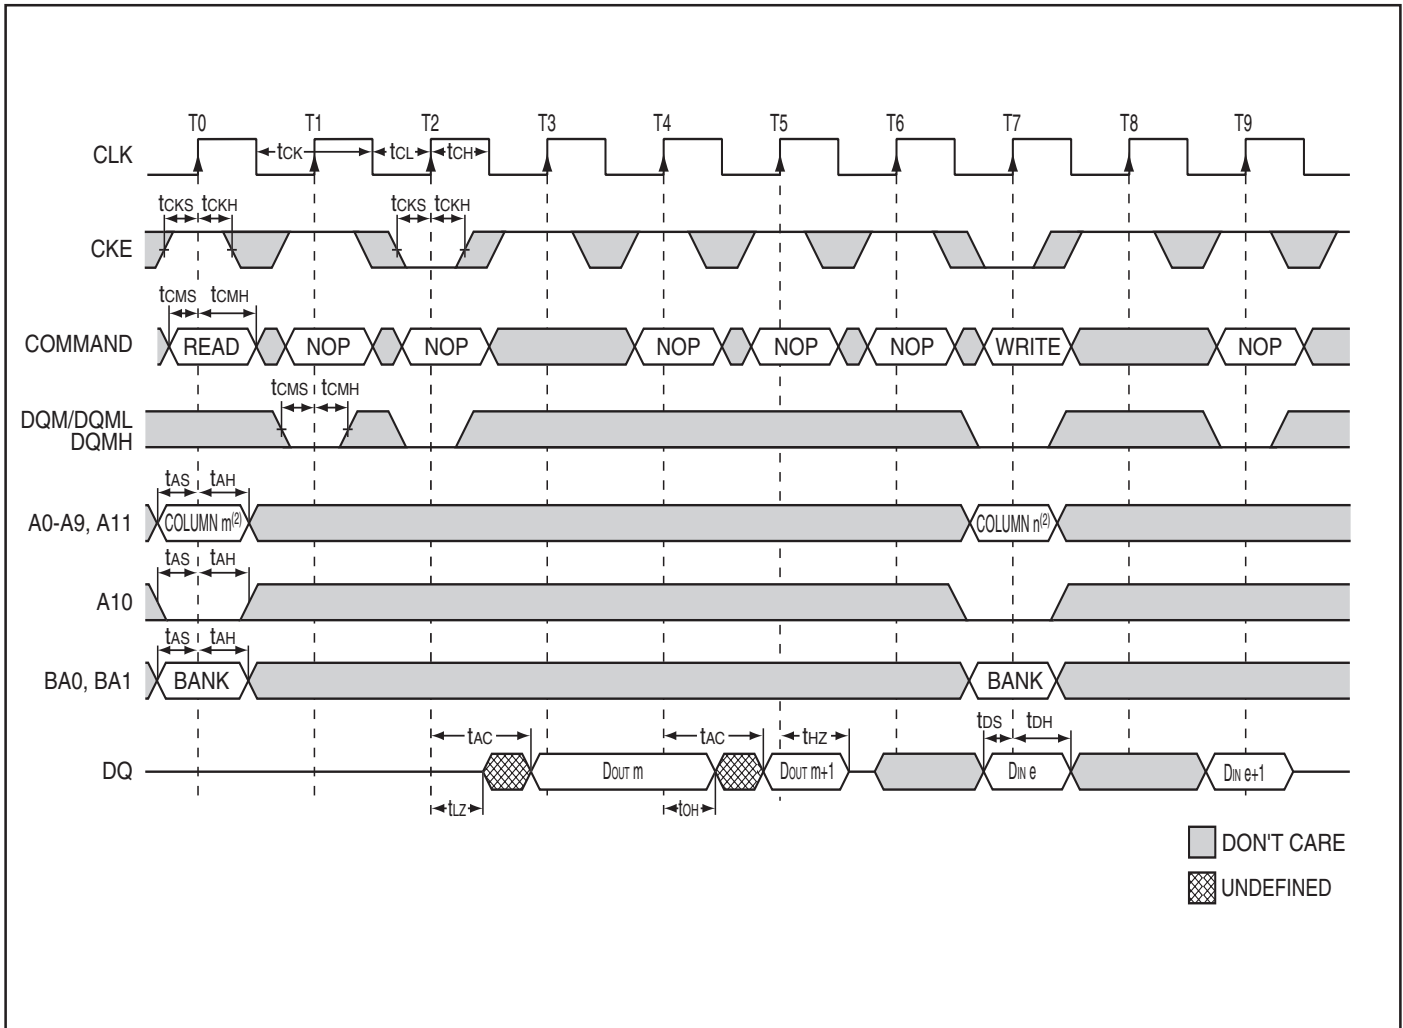 T0 T1 T2 T3 T4 T5 T6 T7 T8 T9
CLK tCK tCL tCH
tCKS tCKH tCKS tCKH
CKE
tCMS tCMH
COMMAND READ NOP NOP NOP NOP NOP WRITE NOP
tCMS tCMH
DQM/DQML
DQMH
tAS tAH
A0-A9, A11 COLUMN m(2) COLUMN n(2)
tAS tAH
A10
tAS tAH
BA0, BA1 BANK BANK
tAC tAC tHZ tDS tDH
DQ DOUT m DOUT m+1 DIN e DIN e+1
tLZ tOH
DON'T CARE
UNDEFINED